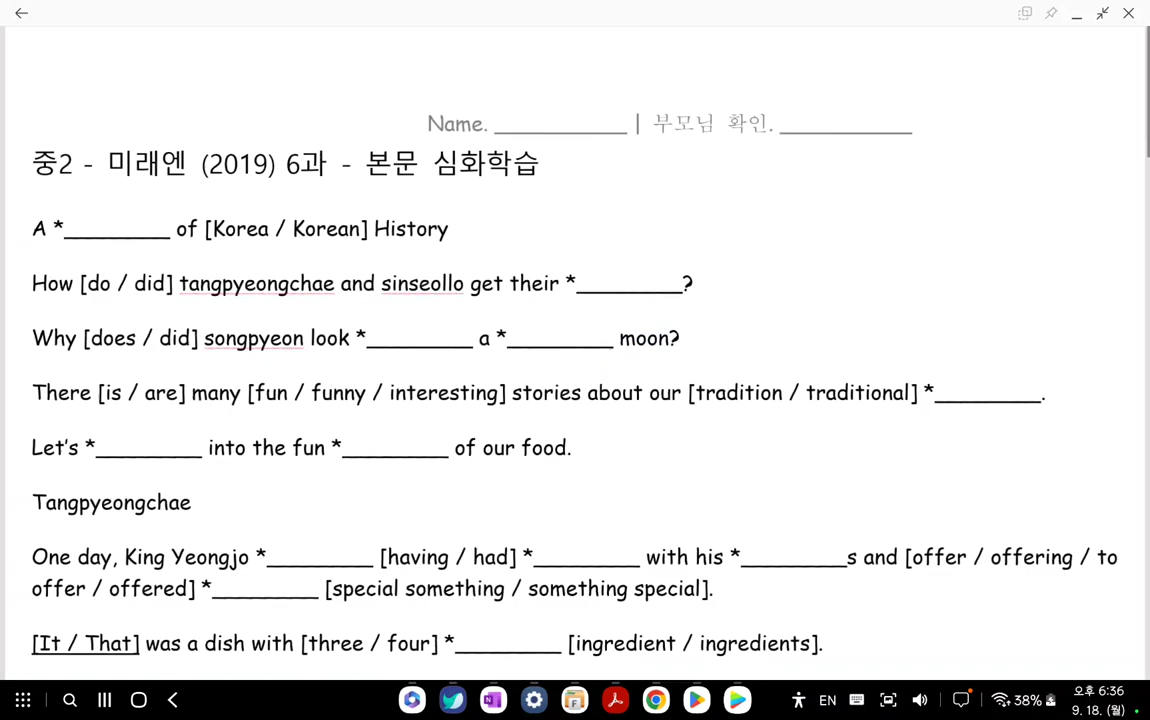 Name. ____________ | 부모님 확인. ____________
중2 - 미래엔 (2019) 6과 - 본문 심화학습
A *_________ of [Korea / Korean] History
How [do / did] tangpyeongchae and sinseollo get their *_________?
Why [does / did] songpyeon look *_________ a *_________ moon?
There [is / are] many [fun / funny / interesting] stories about our [tradition / traditional] *_________.
Let's *_________ into the fun *_________ of our food.
Tangpyeongchae
One day, King Yeongjo *_________ [having / had] *_________ with his *_________s and [offer / offering / to
offer / offered] *_________ [special something / something special].
[It / That] was a dish with [three / four] *_________ [ingredient / ingredients].
EN 38% 오후 6:36
9. 18. (월)